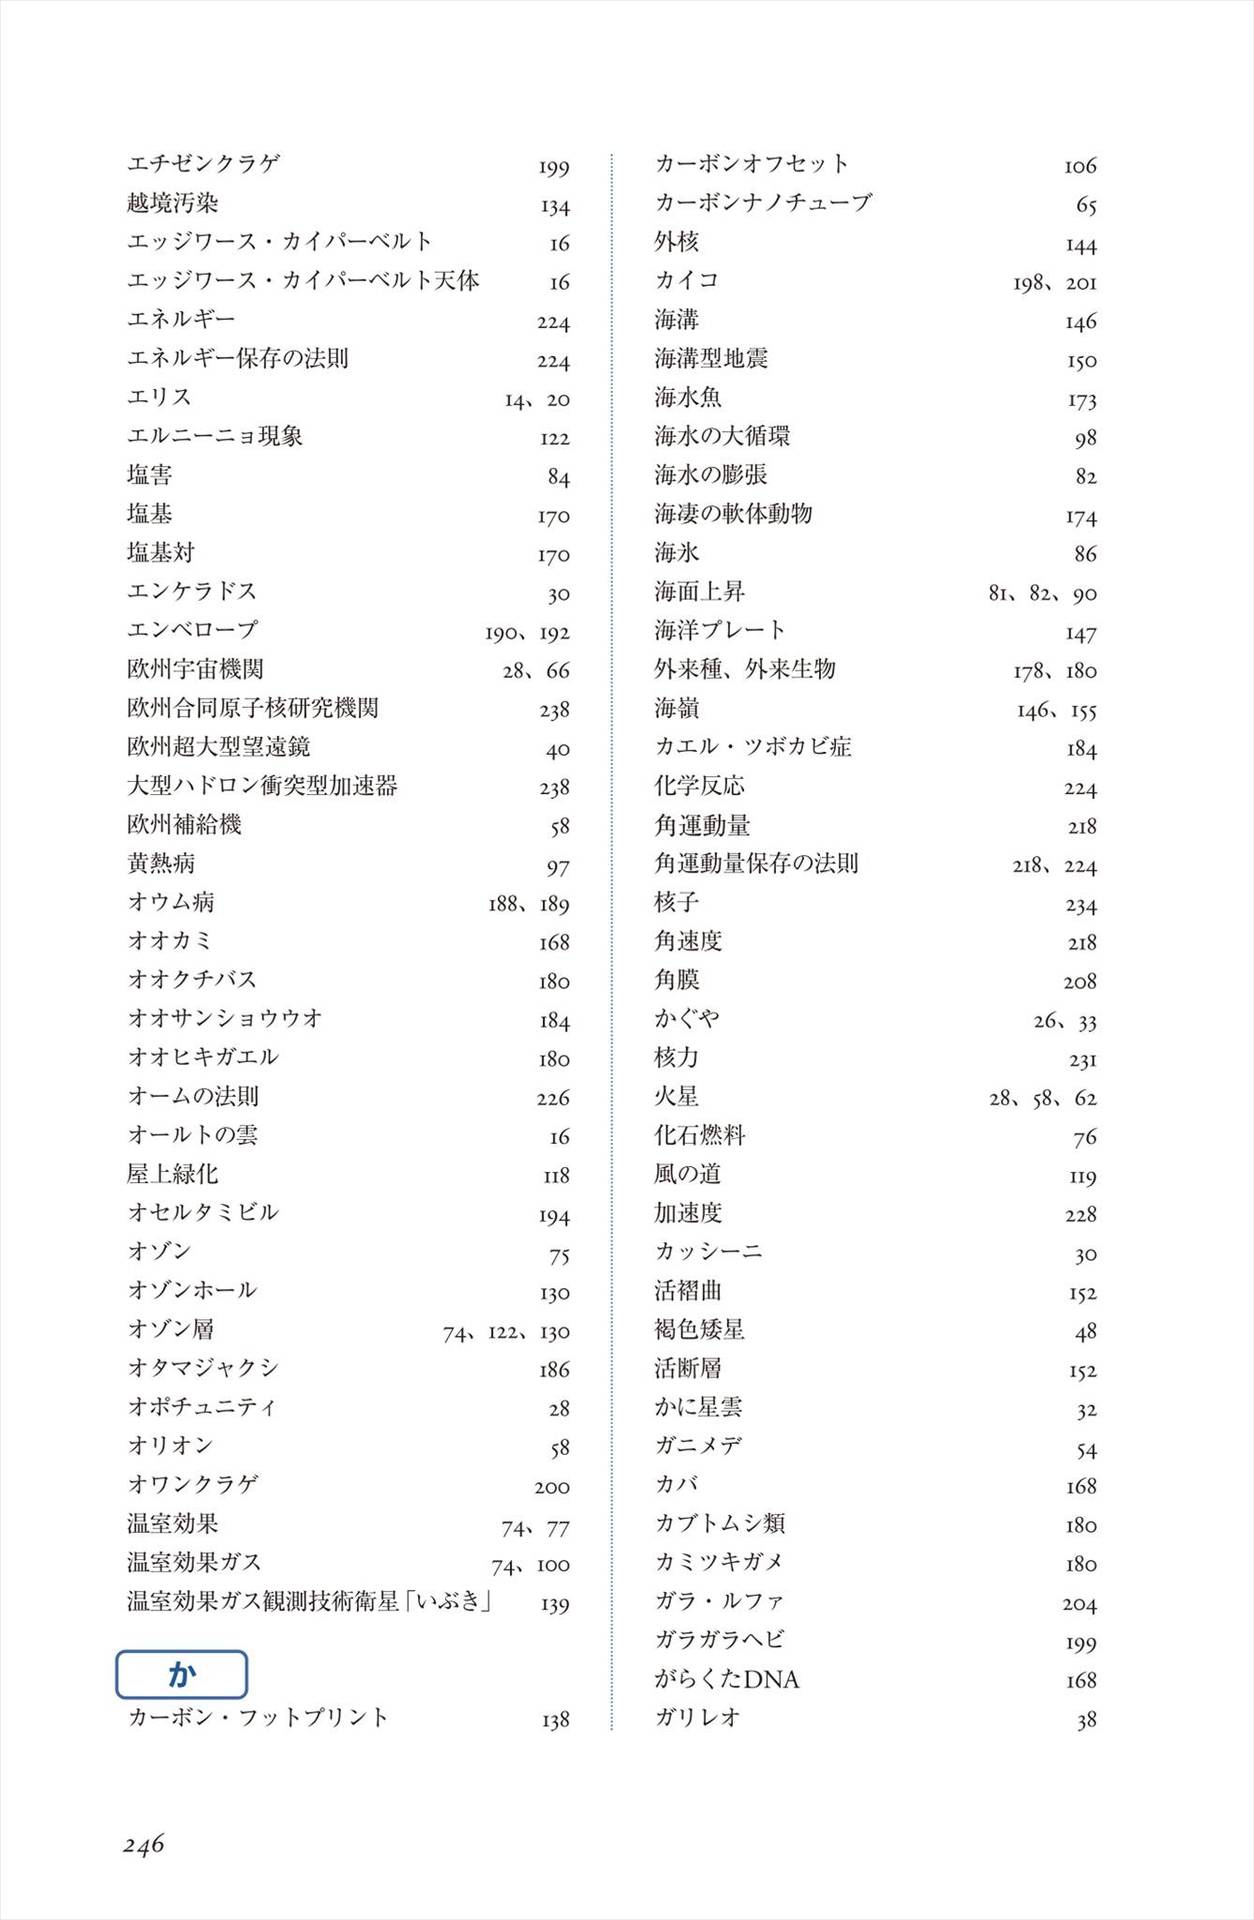 エチゼンクラゲ 199
越境汚染 134
エッジワース・カイパーベルト 16
エッジワース・カイパーベルト天体 16
エネルギー 224
エネルギー保存の法則 224
エリス 14、20
エルニーニョ現象 122
塩害 84
塩基 170
塩基対 170
エンケラドス 30
エンベロープ 190、192
欧州宇宙機関 28、66
欧州合同原子核研究機関 238
欧州超大型望遠鏡 40
大型ハドロン衝突型加速器 238
欧州補給機 58
黄熱病 97
オウム病 188、189
オオカミ 168
オオクチバス 180
オオサンショウウオ 184
オオヒキガエル 180
オームの法則 226
オールトの雲 16
屋上緑化 118
オセルタミビル 194
オゾン 75
オゾンホール 130
オゾン層 74、122、130
オタマジャクシ 186
オポチュニティ 28
オリオン 58
オワンクラゲ 200
温室効果 74、77
温室効果ガス 74、100
温室効果ガス観測技術衛星「いぶき」 139
か
カーボン・フットプリント 138
カーボンオフセット 106
カーボンナノチューブ 65
外核 144
カイコ 198、201
海溝 146
海溝型地震 150
海水魚 173
海水の大循環 98
海水の膨張 82
海凄の軟体動物 174
海氷 86
海面上昇 81、82、90
海洋プレート 147
外来種、外来生物 178、180
海嶺 146、155
カエル・ツボカビ症 184
化学反応 224
角運動量 218
角運動量保存の法則 218、224
核子 234
角速度 218
角膜 208
かぐや 26、33
核力 231
火星 28、58、62
化石燃料 76
風の道 119
加速度 228
カッシーニ 30
活褶曲 152
褐色矮星 48
活断層 152
かに星雲 32
ガニメデ 54
カバ 168
カブトムシ類 180
カミツキガメ 180
ガラ・ルファ 204
ガラガラヘビ 199
がらくたDNA 168
ガリレオ 38
246